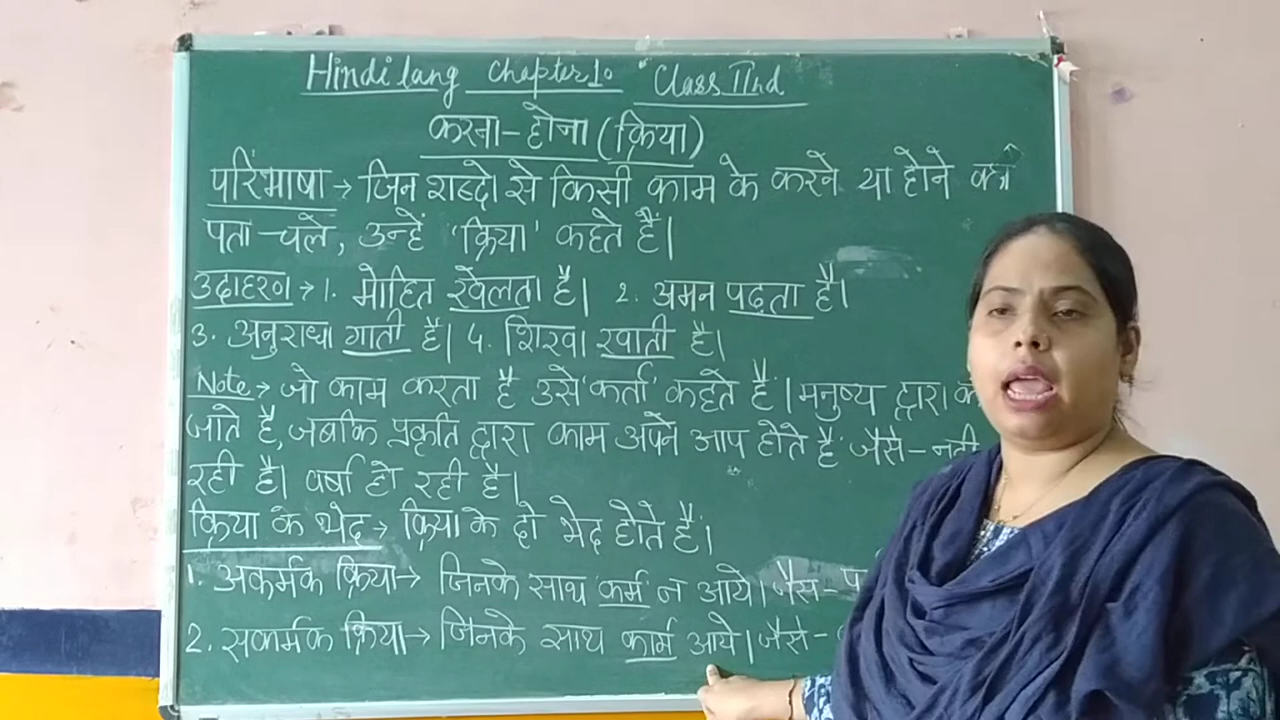 Hindi lang Chapter 10 Class IInd
करना-होना (क्रिया)
परिभाषा → जिन शब्दो से किसी काम के करने या होने का
पता चले, उन्हें 'क्रिया' कहते हैं।
उदाहरण → 1. मोहित खेलता है। 2. अमन पढता है।
3. अनुराधा गाती है। 4. शिखा खाती है।
Note → जो काम करता है उसे 'कर्ता' कहते है। मनुष्य द्वारा
जाते है, जबकि प्रकृति द्वारा काम अपने आप होते है जैसे- नदी
रही है। वर्षा हो रही है।
क्रिया के भेद → क्रिया के दो भेद होते है।
1. अकर्मक क्रिया → जिनके साथ कर्म न आये। जैसे-
2. सकर्मक क्रिया → जिनके साथ कार्म आये। जैसे-